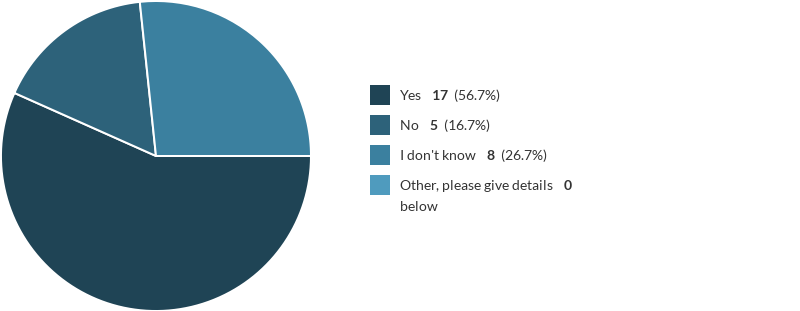 Yes 17 (56.7%)
No 5 (16.7%)
I don't know 8 (26.7%)
Other, please give details 0
below